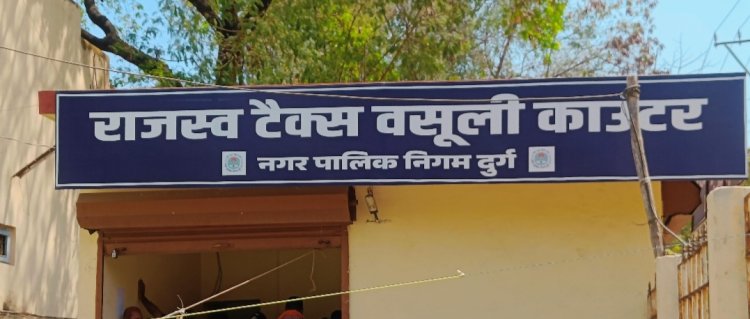 राजस्व टैक्स वसूली काउंटर
नगर पालिक निगम दुर्ग